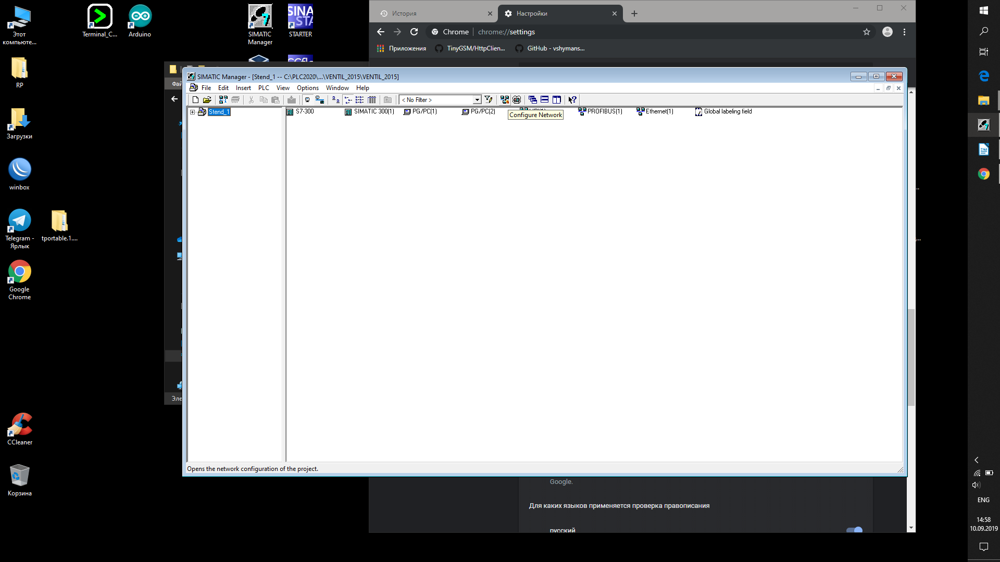 Этот
компьюте...
Terminal_C...
Arduino
SIMATIC
Manager
STARTER
RP
Загрузки
winbox
Telegram -
Ярлык
tportable.1....
Google
Chrome
CCleaner
Корзина
История
Настройки
Chrome
chrome://settings
Приложения
TinyGSM/HttpClien...
GitHub - vshymans...
SIMATIC Manager - [Stend_1 -- C:\PLC2020\...\VENTIL_2015\VENTIL_2015]
File Edit Insert PLC View Options Window Help
< No Filter >
Stend_1
S7-300
SIMATIC 300(1)
PG/PC(1)
PG/PC(2)
PROFIBUS(1)
Ethernet(1)
Global labeling field
Configure Network
Opens the network configuration of the project.
Google.
Для каких языков применяется проверка правописания
русский
ENG
14:58
10.09.2019